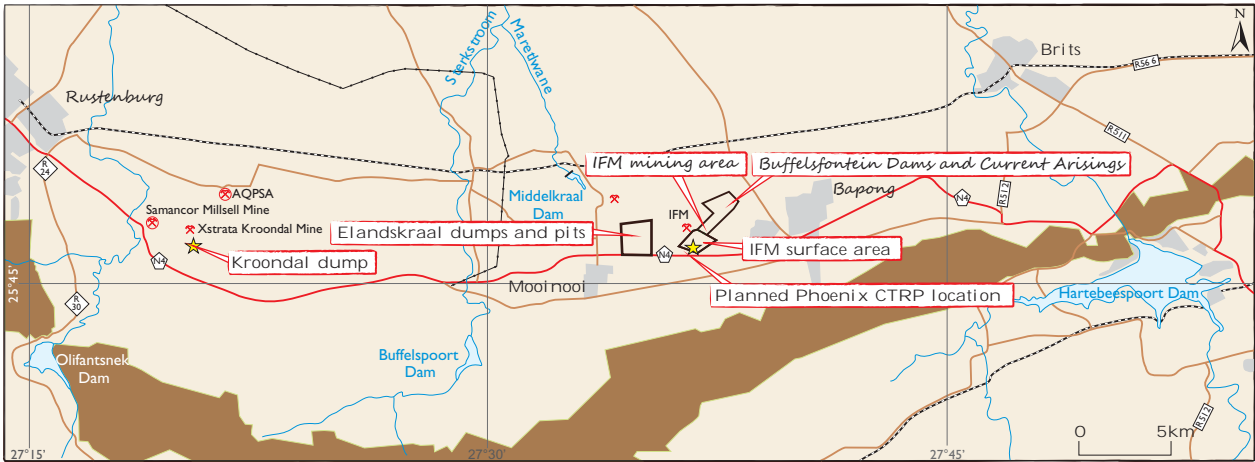 N
Brits
R56 6
Sterkstroom
Maretlwane
Rustenburg
R511
R
24
IFM mining area
Buffelsfontein Dams and Current Arisings
AQPSA
Middelkraal
Dam
Bapong
R512
N4
Samancor Millsell Mine
IFM
Xstrata Kroondal Mine
Elandskraal dumps and pits
IFM surface area
Kroondal dump
N4
N4
25°45'
Mooinooi
Planned Phoenix CTRP location
Hartebeespoort Dam
R
30
Olifantsnek
Dam
Buffelspoort
Dam
R512
0 5km
27°15'
27°30'
27°45'